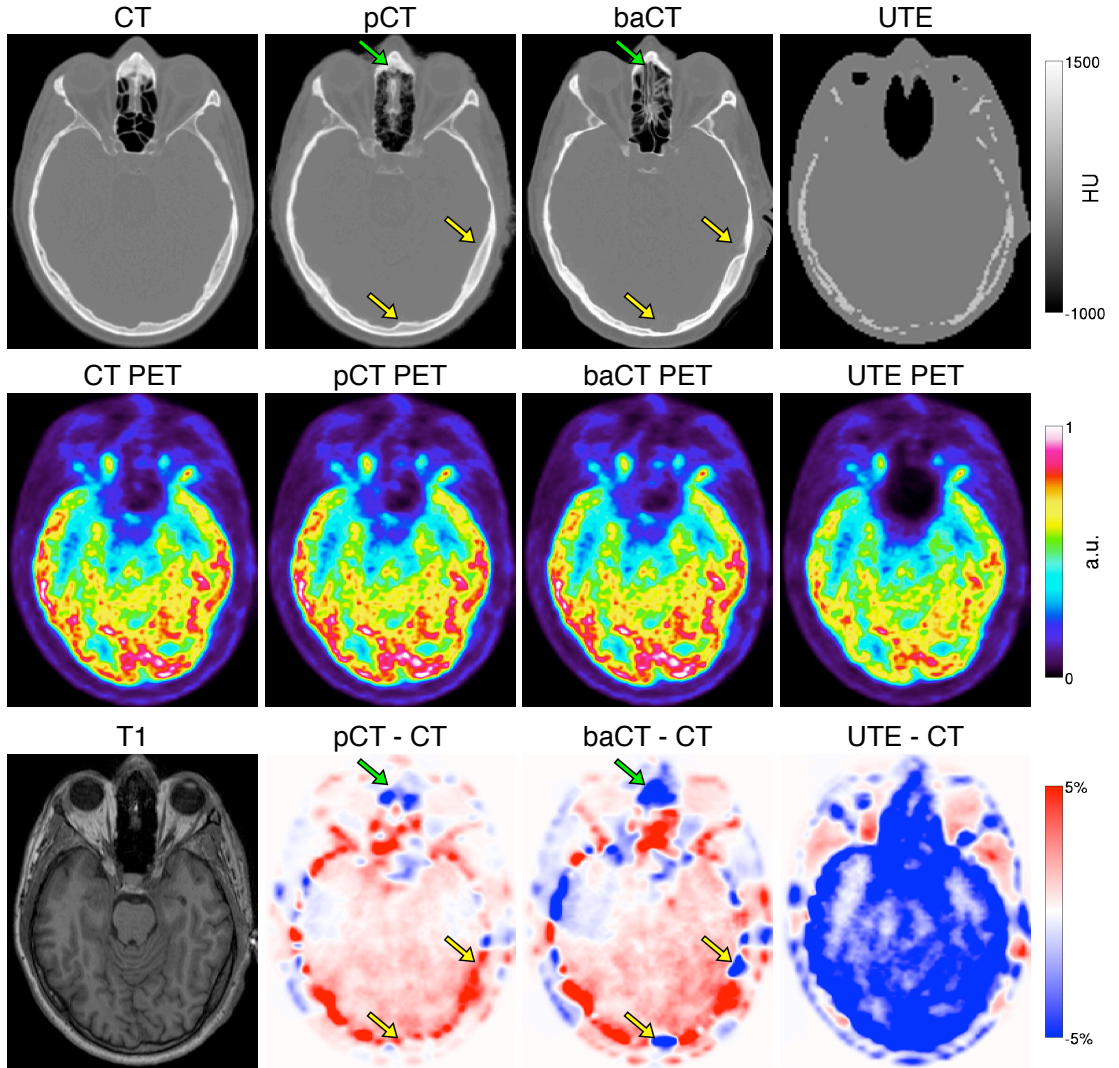 CT pCT baCT UTE
1500
HU
-1000
CT PET pCT PET baCT PET UTE PET
1
a.u.
0
T1 pCT - CT baCT - CT UTE - CT
5%
-5%